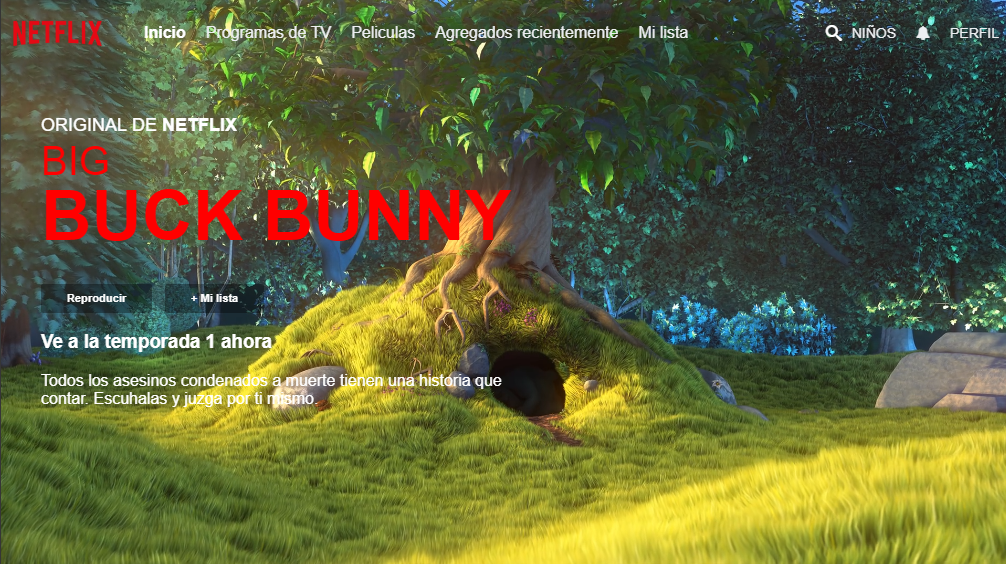 NETFLIX
Inicio Programas de TV Peliculas Agregados recientemente Mi lista NIÑOS PERFIL
ORIGINAL DE NETFLIX
BIG
BUCK BUNNY
Reproducir + Mi lista
Ve a la temporada 1 ahora
Todos los asesinos condenados a muerte tienen una historia que
contar. Escuhalas y juzga por ti mismo.